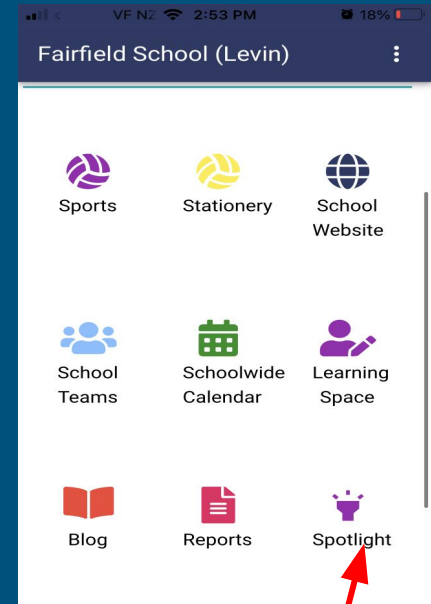 VF NZ 2:53 PM 18%
Fairfield School (Levin)
Sports Stationery School
Website
School Schoolwide Learning
Teams Calendar Space
Blog Reports Spotlight